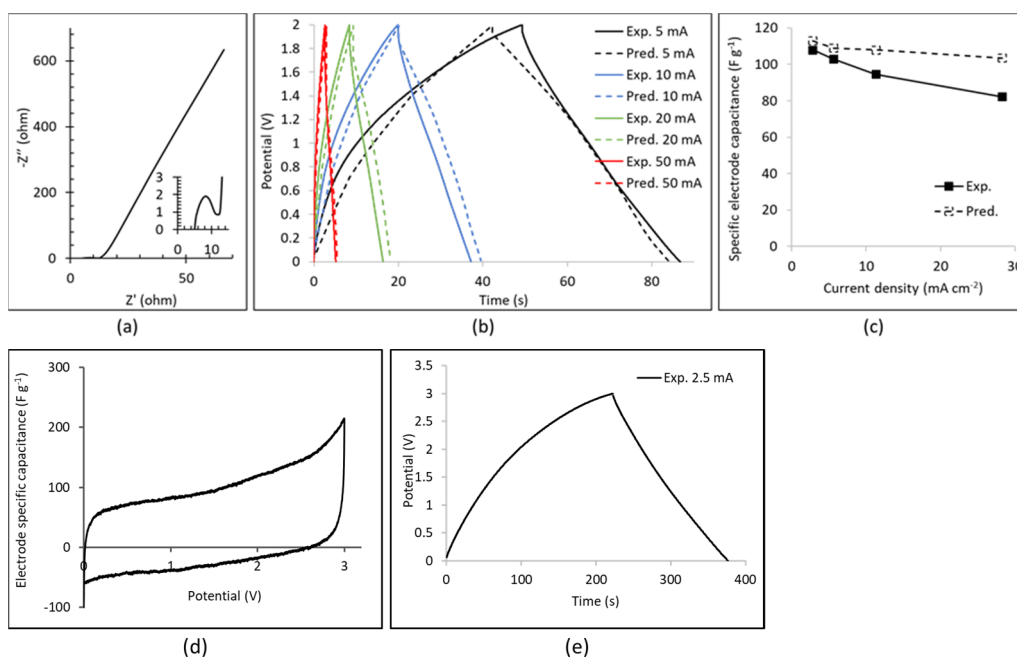 -Z′′ (ohm)
600
400
200
0
0
50
Z' (ohm)
3
2
1
0
0
10
(a)
Potential (V)
2
1.8
1.6
1.4
1.2
1
0.8
0.6
0.4
0.2
0
0
20
40
60
80
Time (s)
Exp. 5 mA
Pred. 5 mA
Exp. 10 mA
Pred. 10 mA
Exp. 20 mA
Pred. 20 mA
Exp. 50 mA
Pred. 50 mA
(b)
Specific electrode capacitance (F g⁻¹)
120
100
80
60
40
20
0
0
10
20
30
Current density (mA cm⁻²)
Exp.
Pred.
(c)
Electrode specific capacitance (F g⁻¹)
300
200
100
0
-100
0
1
2
3
Potential (V)
(d)
Potential (V)
3.5
3
2.5
2
1.5
1
0.5
0
0
100
200
300
400
Time (s)
Exp. 2.5 mA
(e)